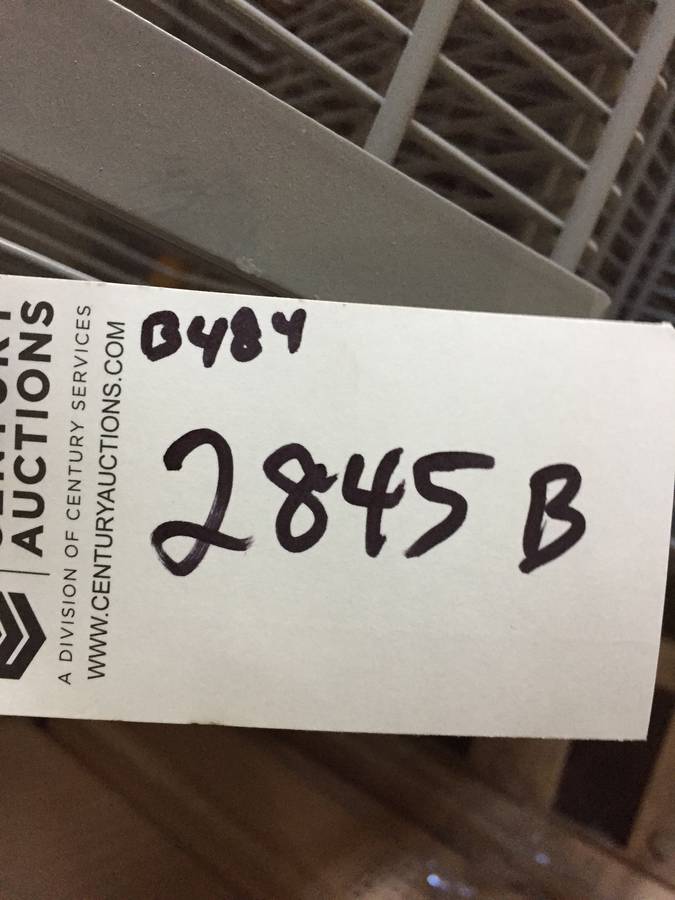 AUCTIONS
A DIVISION OF CENTURY SERVICES
WWW.CENTURYAUCTIONS.COM
B484
2845 B